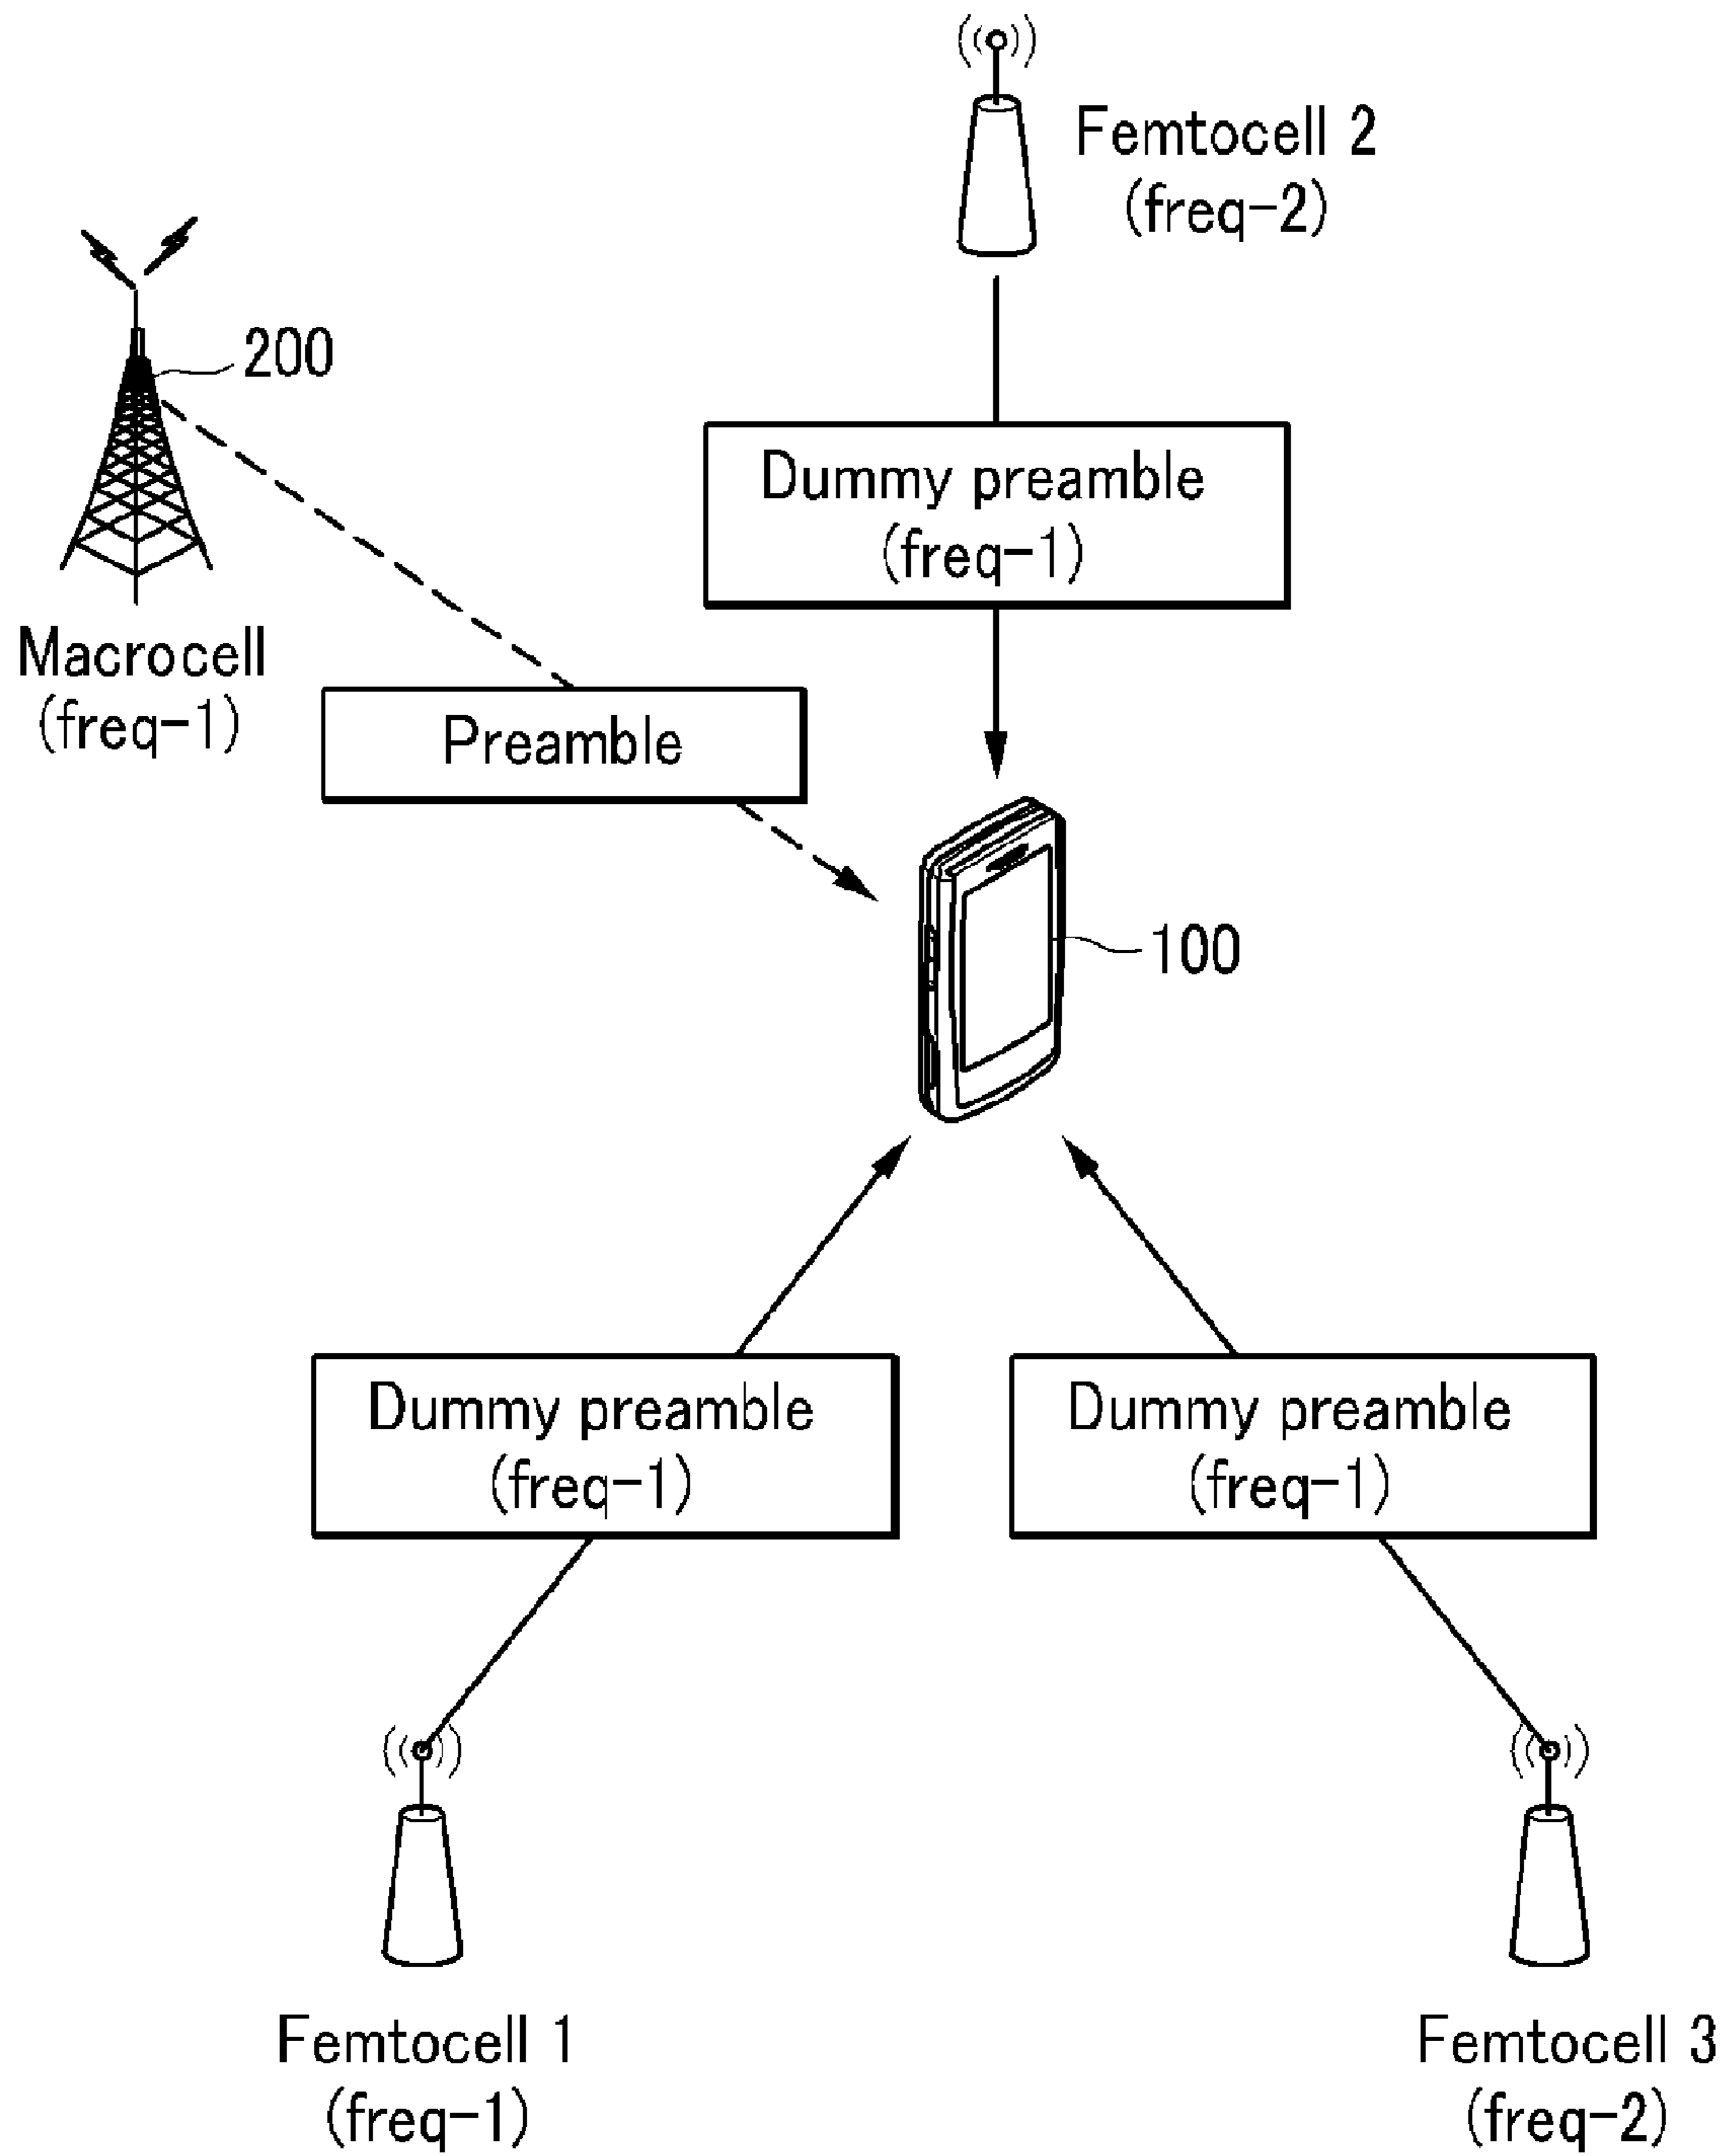 Femtocell 2
(freq-2)
200
Dummy preamble
(freq-1)
Macrocell
(freq-1)
Preamble
100
Dummy preamble
(freq-1)
Dummy preamble
(freq-1)
Femtocell 1
(freq-1)
Femtocell 3
(freq-2)